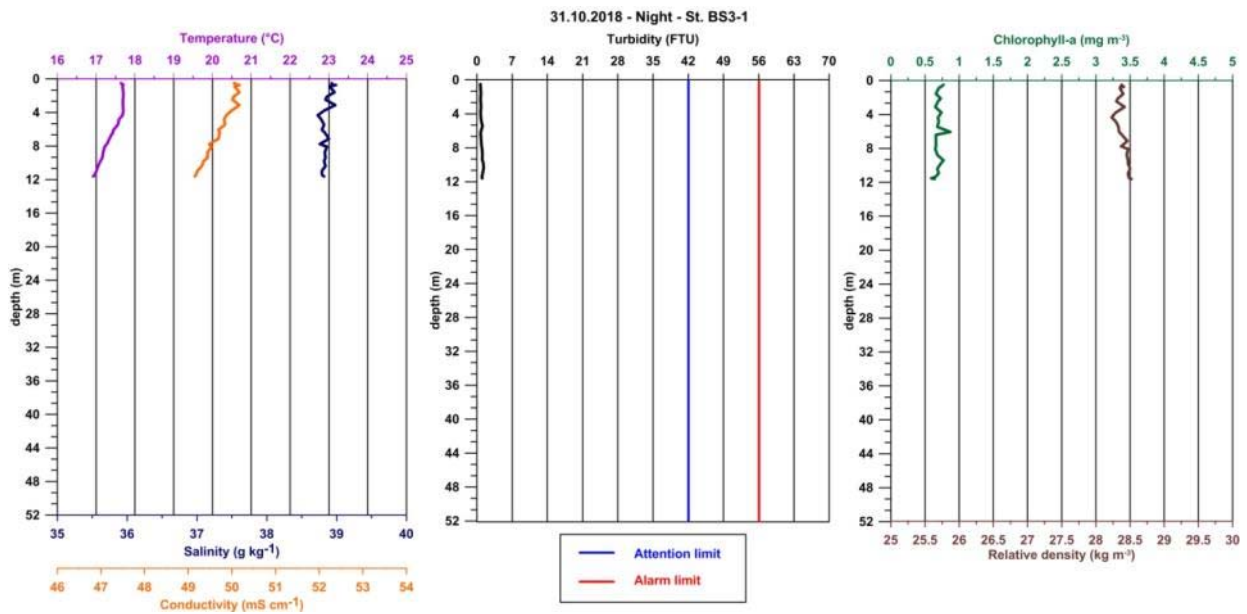 31.10.2018 - Night - St. BS3-1
Temperature (°C)
16 17 18 19 20 21 22 23 24 25
0
4
8
12
16
20
24
28
32
36
40
44
48
52
depth (m)
35 36 37 38 39 40
Salinity (g kg-1)
46 47 48 49 50 51 52 53 54
Conductivity (mS cm-1)
Turbidity (FTU)
0 7 14 21 28 35 42 49 56 63 70
0
4
8
12
16
20
24
28
32
36
40
44
48
52
depth (m)
Attention limit
Alarm limit
Chlorophyll-a (mg m-3)
0 0.5 1 1.5 2 2.5 3 3.5 4 4.5 5
0
4
8
12
16
20
24
28
32
36
40
44
48
52
depth (m)
25 25.5 26 26.5 27 27.5 28 28.5 29 29.5 30
Relative density (kg m-3)